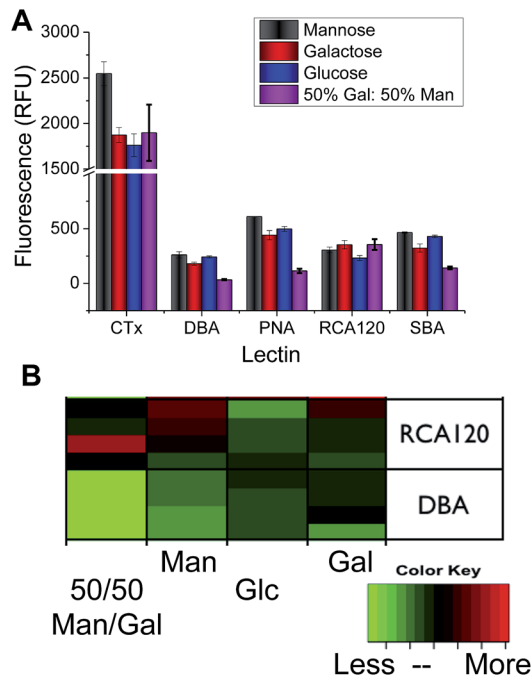 A
Mannose
Galactose
Glucose
50% Gal: 50% Man
Fluorescence (RFU)
3000
2500
2000
1500
500
0
CTx DBA PNA RCA120 SBA
Lectin
B
RCA120
DBA
Man Gal
50/50 Glc
Man/Gal
Color Key
Less -- More